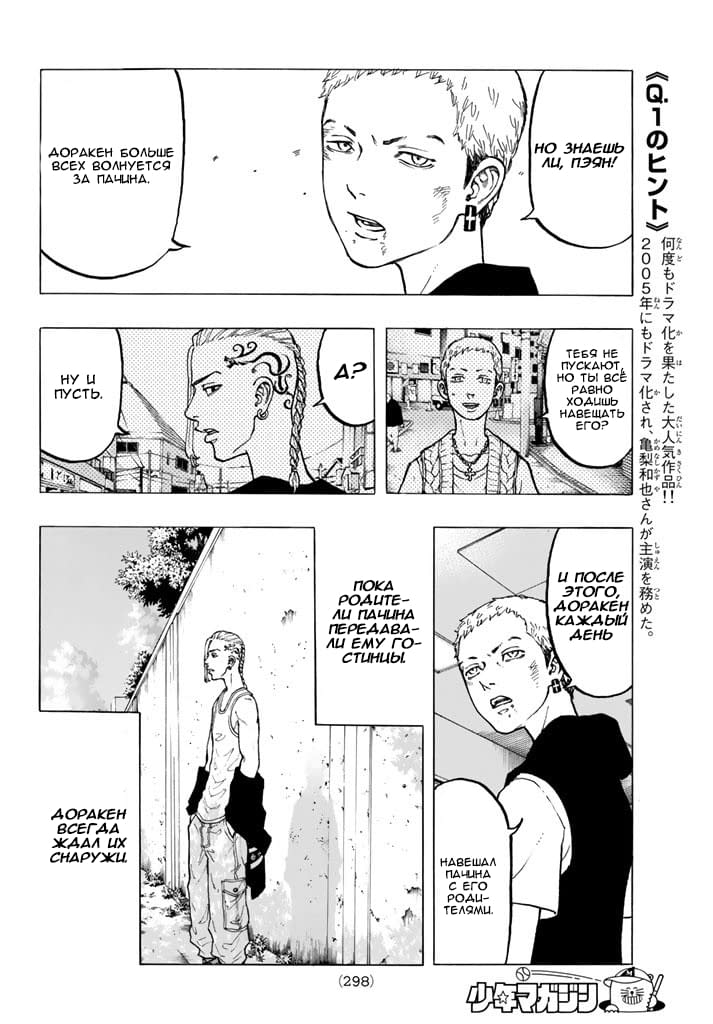 НО ЗНАЕШЬ
ЛИ, ПЭЯН!
ДОРАКЕН БОЛЬШЕ
ВСЕХ ВОЛНУЕТСЯ
ЗА ПАЧИНА.
ТЕБЯ НЕ
ПУСКАЮТ,
НО ТЫ ВСЁ
РАВНО
ХОДИШЬ
НАВЕЩАТЬ
ЕГО?
А?
НУ И
ПУСТЬ.
И ПОСЛЕ
ЭТОГО,
ДОРАКЕН
КАЖДЫЙ
ДЕНЬ
НАВЕЩАЛ
ПАЧИНА
С ЕГО
РОДИ-
ТЕЛЯМИ.
ПОКА
РОДИТЕ-
ЛИ ПАЧИНА
ПЕРЕДАВА-
ЛИ ЕМУ ГО-
СТИНЦЫ.
ДОРАКЕН
ВСЕГДА
ЖДАЛ ИХ
СНАРУЖИ.
《Q.1のヒント》
何度もドラマ化を果たした大人気作品!!
2005年にもドラマ化され、亀梨和也さんが主演を務めた。
(298)
少年マガジン